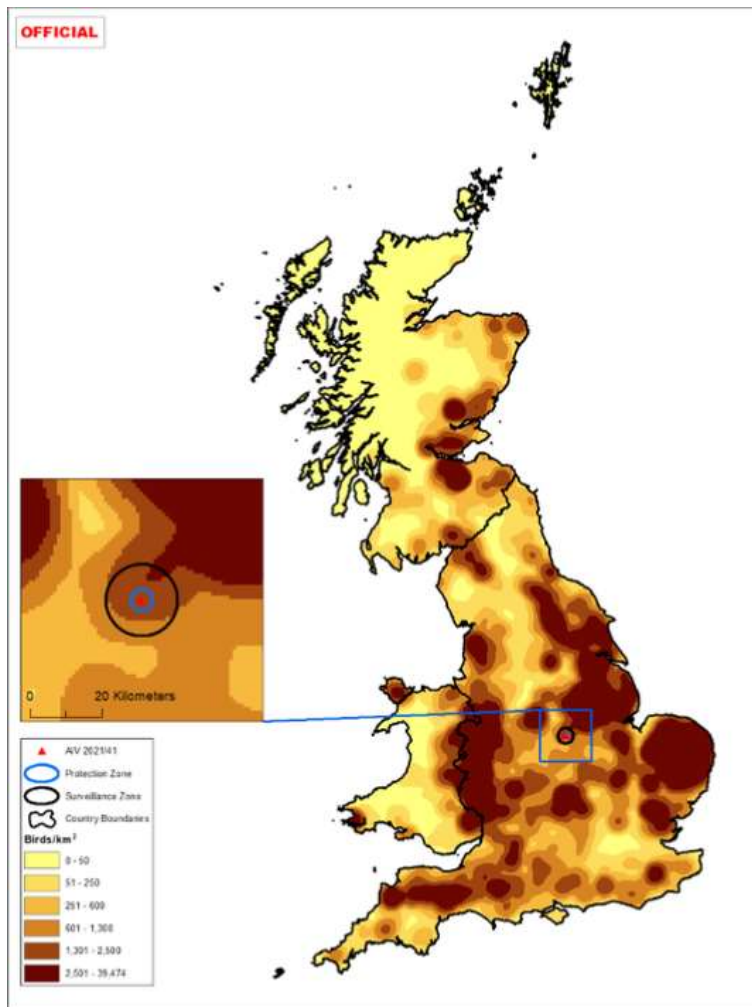 OFFICIAL
0
20 Kilometers
AIV 2021/41
Protection Zone
Surveillance Zone
Country Boundaries
Birds/km²
0 - 50
51 - 250
251 - 600
601 - 1,300
1,301 - 2,500
2,501 - 39,474